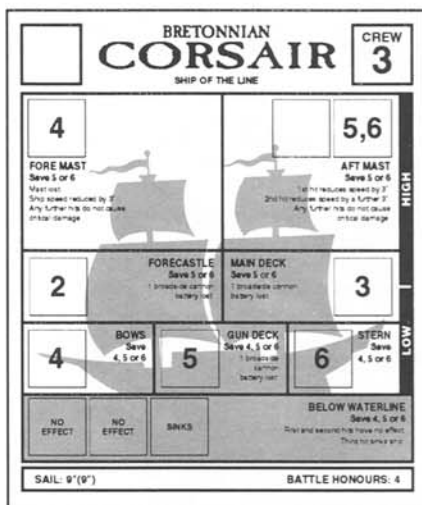 BRETONNIAN
CORSAIR
SHIP OF THE LINE
CREW
3
4
FORE MAST
Save 5 or 6
Mast lost.
Ship speed reduced by 3"
Any further hits do not cause
critical damage
5,6
AFT MAST
Save 5 or 6
1st hit reduces speed by 3"
2nd hit reduces speed by a further 3"
Any further hits do not cause
critical damage
HIGH
2
FORECASTLE
Save 5 or 6
1 broadside cannon
battery lost
MAIN DECK
Save 5 or 6
1 broadside cannon
battery lost
3
4
BOWS
Save
4, 5 or 6
5
GUN DECK
Save 4, 5 or 6
1 broadside
cannon
battery lost
6
STERN
Save
4, 5 or 6
LOW
NO
EFFECT
NO
EFFECT
SINKS
BELOW WATERLINE
Save 4, 5 or 6
First and second hits have no effect
Third hit sinks ship
SAIL: 9"(9")
BATTLE HONOURS: 4